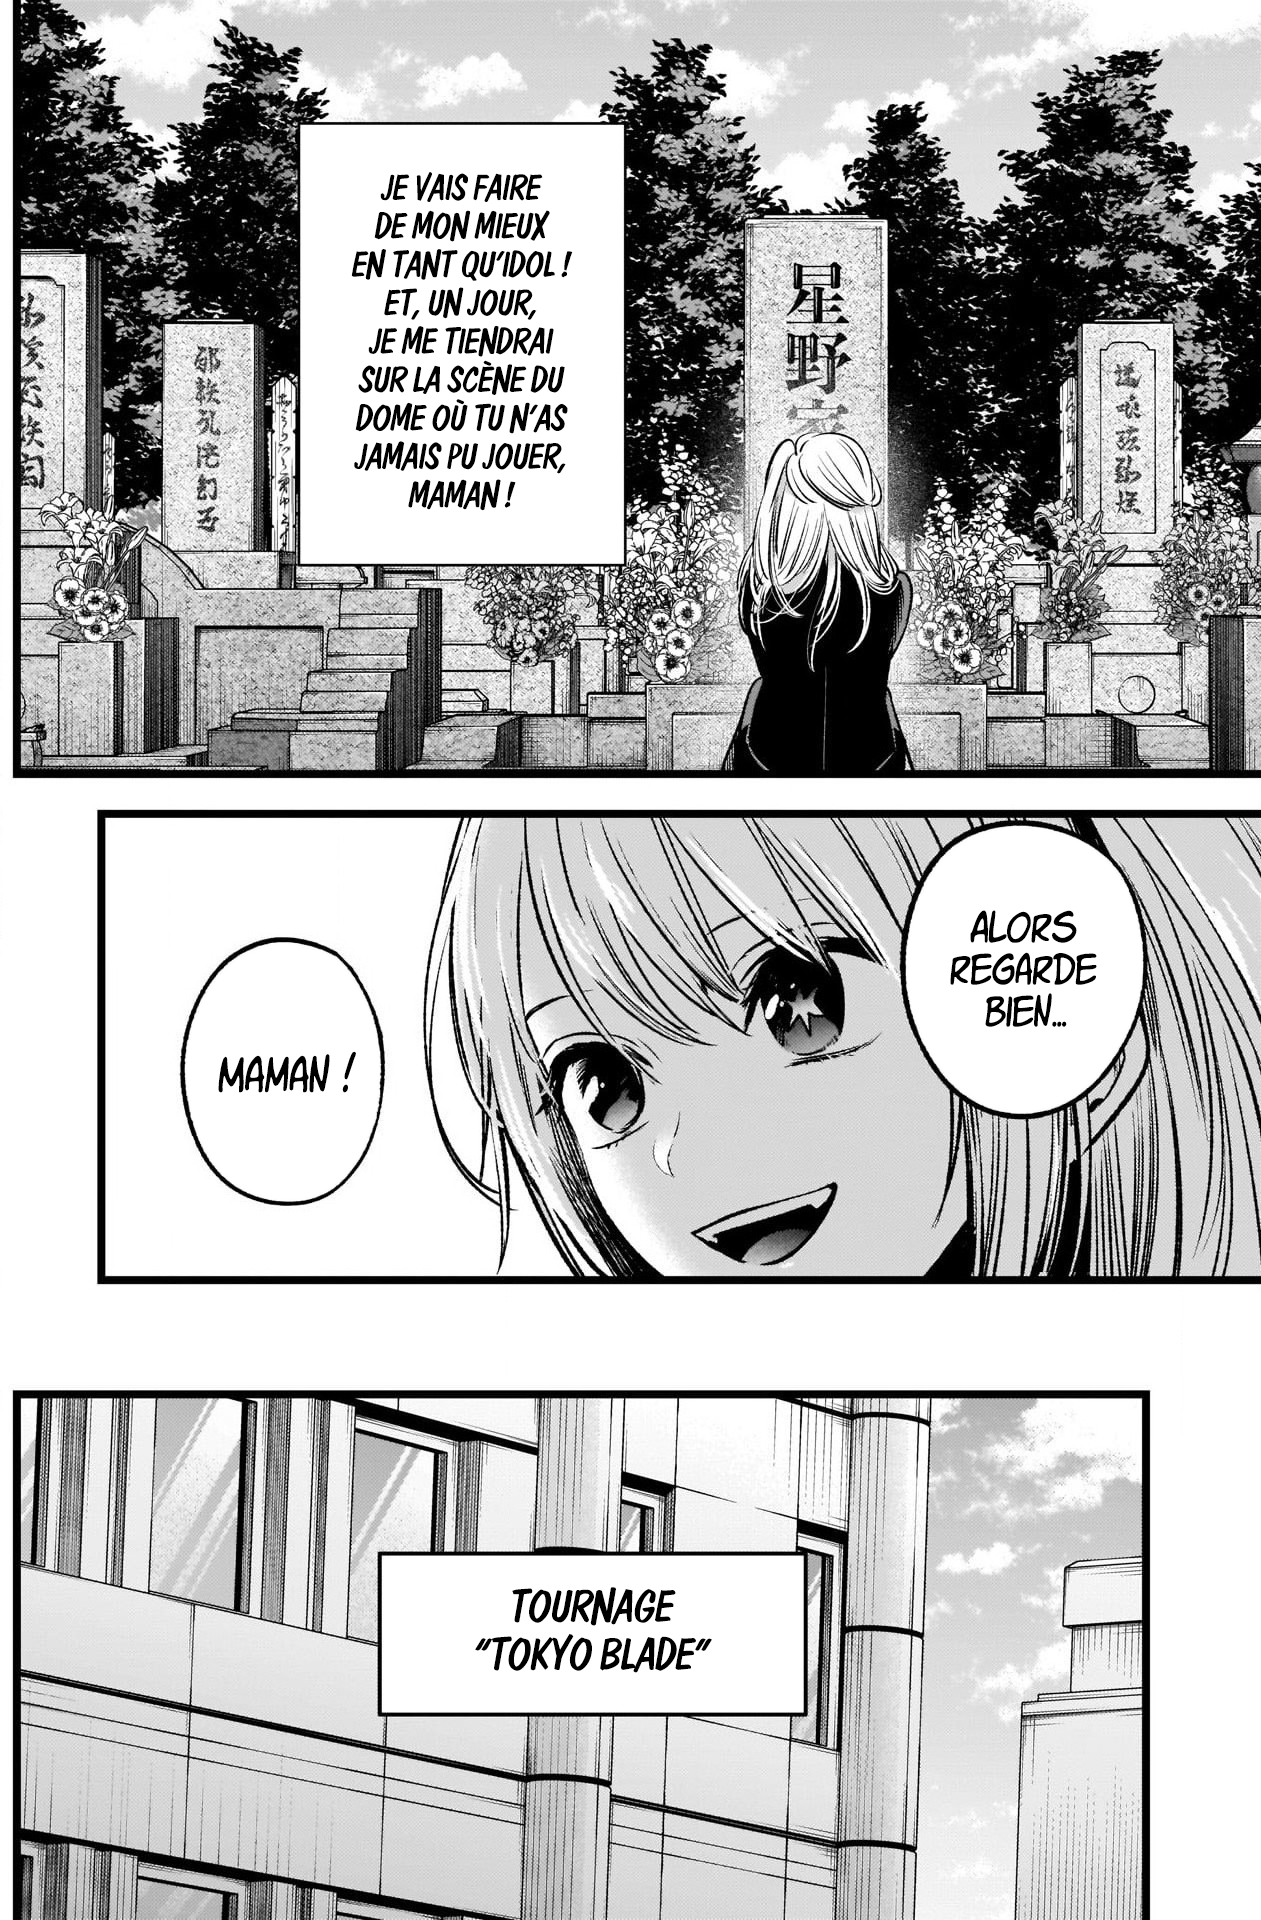 JE VAIS FAIRE
DE MON MIEUX
EN TANT QU'IDOL !
ET, UN JOUR,
JE ME TIENDRAI
SUR LA SCÈNE DU
DOME OÙ TU N'AS
JAMAIS PU JOUER,
MAMAN !
星野家
ALORS
REGARDE
BIEN...
MAMAN !
TOURNAGE
“TOKYO BLADE”